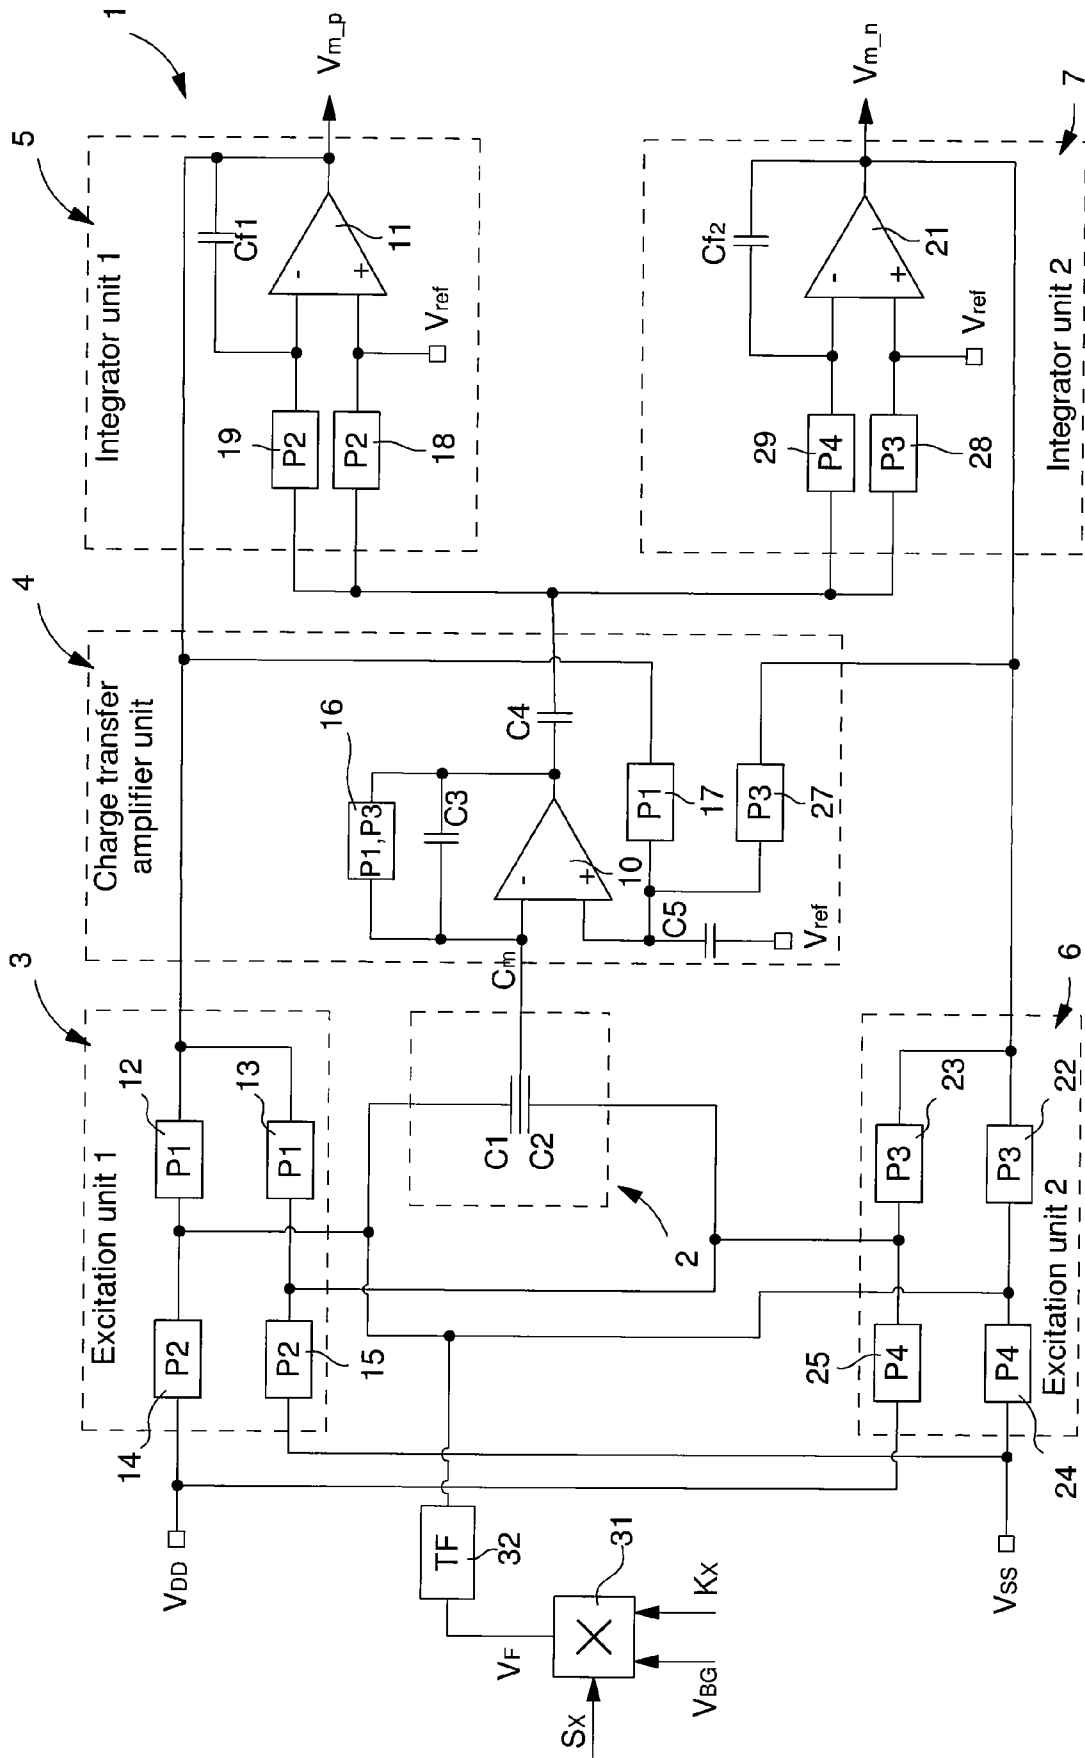 1
Excitation unit 1
3
14
P2
12
P1
P2
15
13
P1
VDD
Charge transfer
amplifier unit
4
16
P1,P3
C3
-
+
10
C4
Cm
C5
Vref
P1
17
P3
27
Integrator unit 1
5
19
P2
P2
18
Cf1
-
+
11
Vref
Vm_p
C1
C2
2
TF
32
VF
31
SX
VBG
KX
VSS
Excitation unit 2
6
25
P4
23
P3
P4
24
P3
22
Integrator unit 2
7
29
P4
P3
28
Cf2
-
+
21
Vref
Vm_n